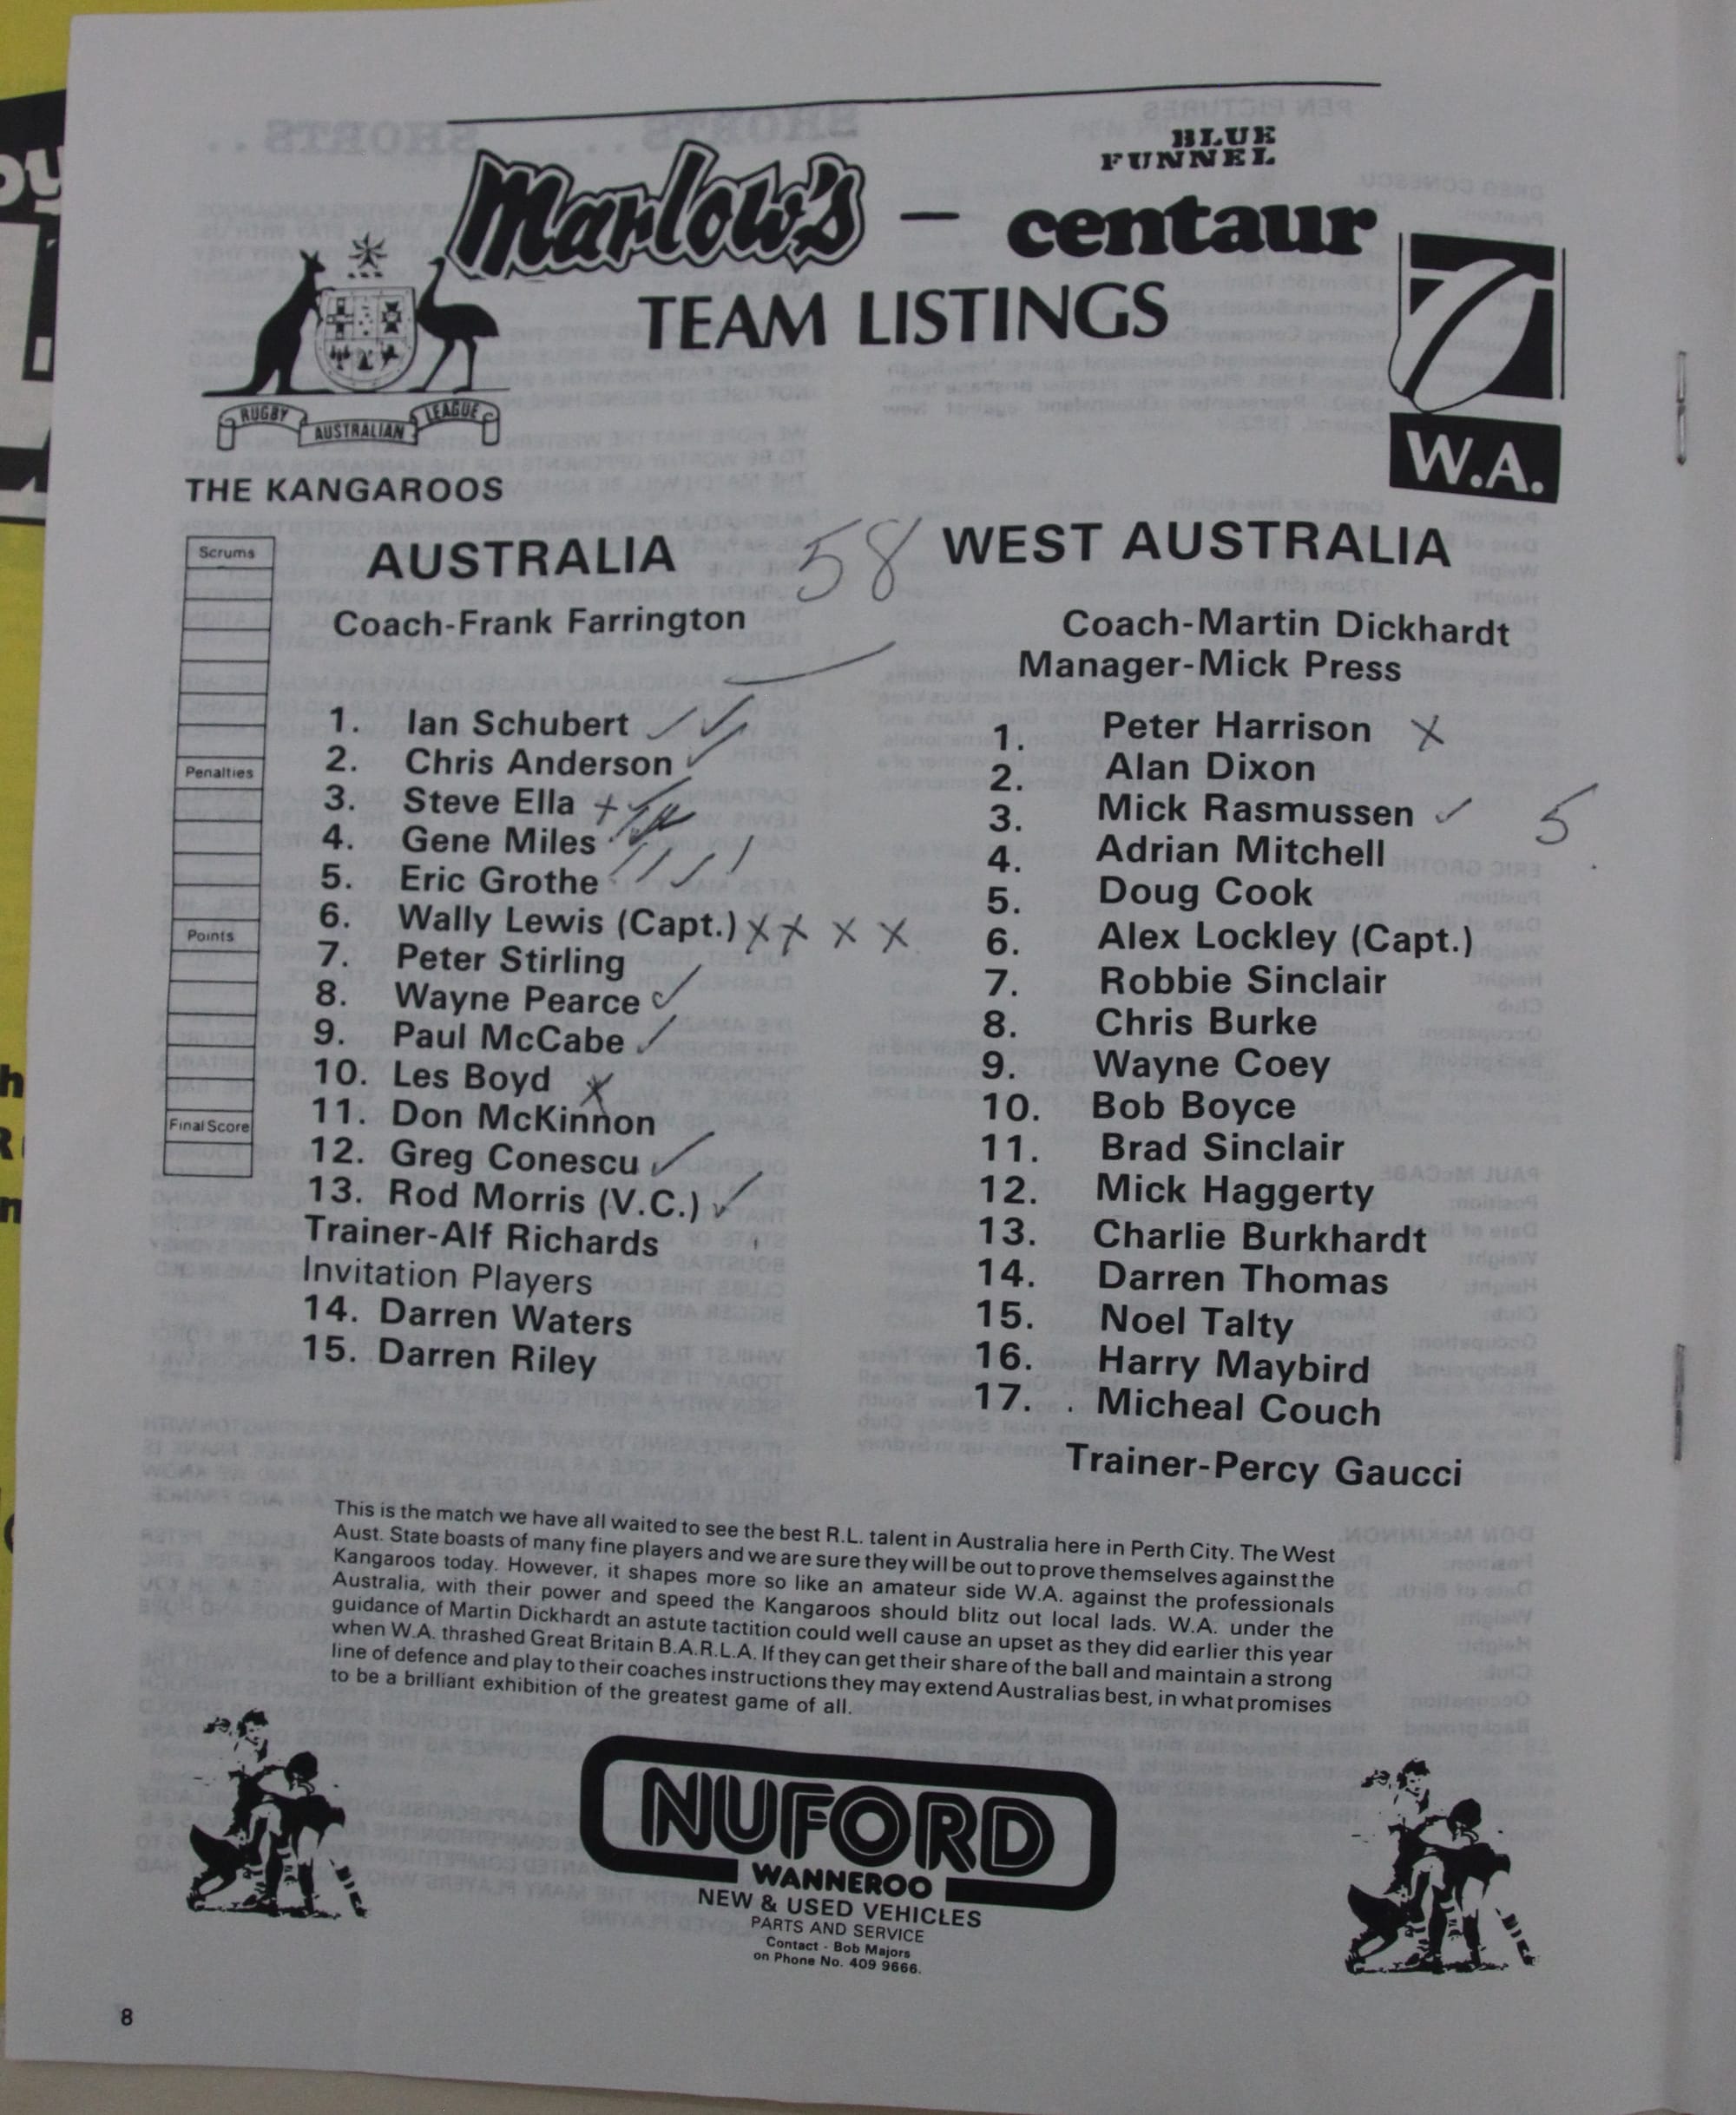 BLUE
FUNNEL
Marlow's – centaur
TEAM LISTINGS
RUGBY AUSTRALIAN LEAGUE
7
W.A.
THE KANGAROOS
Scrums
Penalties
Points
Final Score
AUSTRALIA 58
Coach-Frank Farrington
1. Ian Schubert ✓ ✓
2. Chris Anderson ✓
3. Steve Ella +
4. Gene Miles
5. Eric Grothe
6. Wally Lewis (Capt.) X X X X
7. Peter Stirling
8. Wayne Pearce ✓
9. Paul McCabe ✓
10. Les Boyd X
11. Don McKinnon
12. Greg Conescu ✓
13. Rod Morris (V.C.) ✓
Trainer-Alf Richards
Invitation Players
14. Darren Waters
15. Darren Riley
WEST AUSTRALIA
Coach-Martin Dickhardt
Manager-Mick Press
1. Peter Harrison X
2. Alan Dixon
3. Mick Rasmussen ✓ 5
4. Adrian Mitchell
5. Doug Cook
6. Alex Lockley (Capt.)
7. Robbie Sinclair
8. Chris Burke
9. Wayne Coey
10. Bob Boyce
11. Brad Sinclair
12. Mick Haggerty
13. Charlie Burkhardt
14. Darren Thomas
15. Noel Talty
16. Harry Maybird
17. Micheal Couch
Trainer-Percy Gaucci
This is the match we have all waited to see the best R.L. talent in Australia here in Perth City. The West
Aust. State boasts of many fine players and we are sure they will be out to prove themselves against the
Kangaroos today. However, it shapes more so like an amateur side W.A. against the professionals
Australia, with their power and speed the Kangaroos should blitz out local lads. W.A. under the
guidance of Martin Dickhardt an astute tactition could well cause an upset as they did earlier this year
when W.A. thrashed Great Britain B.A.R.L.A. If they can get their share of the ball and maintain a strong
line of defence and play to their coaches instructions they may extend Australias best, in what promises
to be a brilliant exhibition of the greatest game of all.
NUFORD
WANNEROO
NEW & USED VEHICLES
PARTS AND SERVICE
Contact - Bob Majors
on Phone No. 409 9666.
8